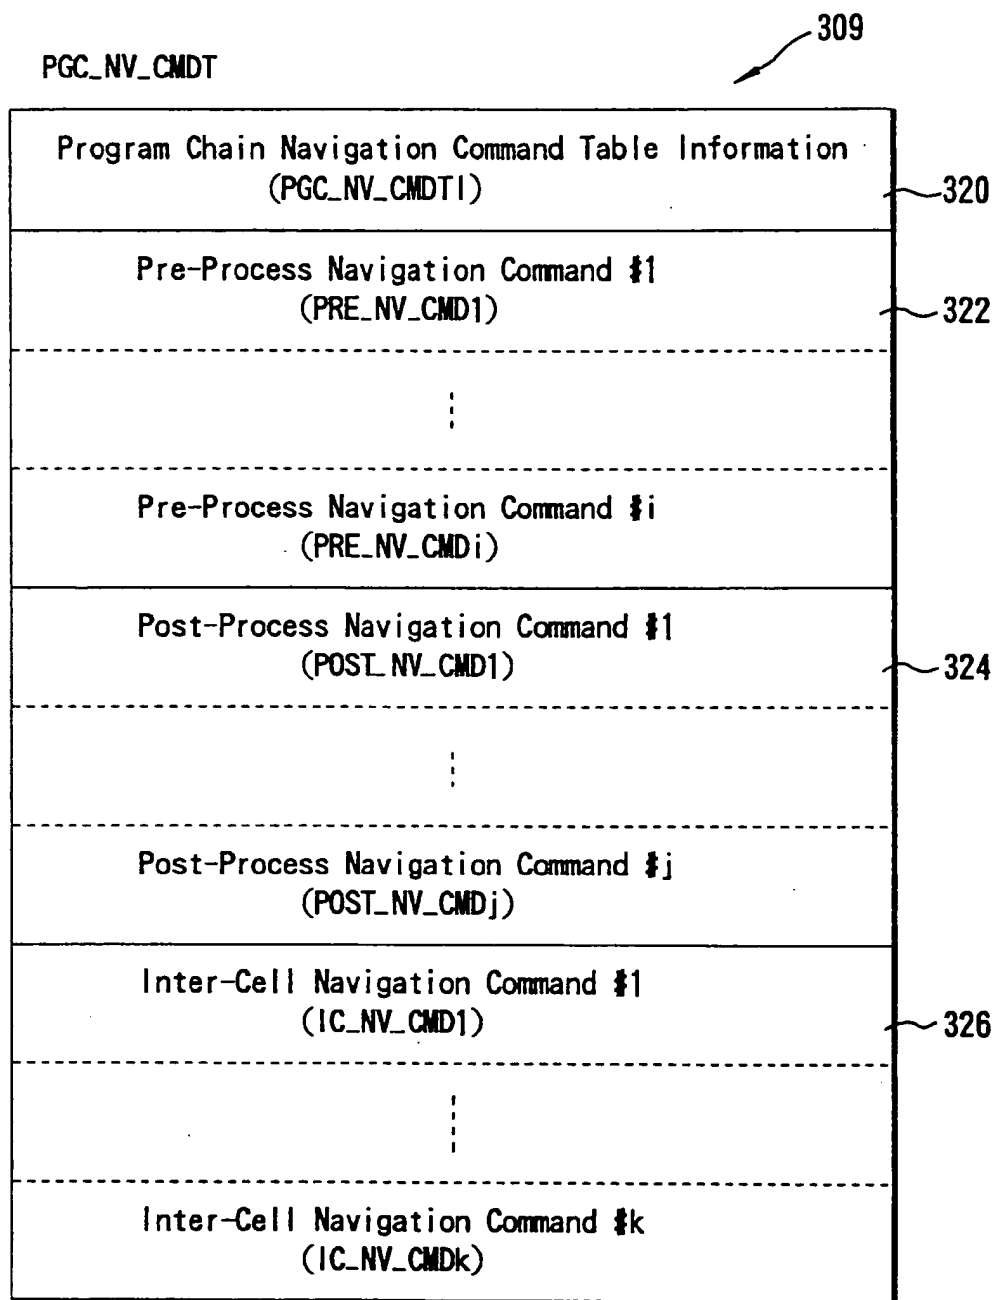 309
PGC_NV_CMDT
Program Chain Navigation Command Table Information
(PGC_NV_CMDTI)
320
Pre-Process Navigation Command #1
(PRE_NV_CMD1)
322
Pre-Process Navigation Command #i
(PRE_NV_CMDi)
Post-Process Navigation Command #1
(POST_NV_CMD1)
324
Post-Process Navigation Command #j
(POST_NV_CMDj)
Inter-Cell Navigation Command #1
(IC_NV_CMD1)
326
Inter-Cell Navigation Command #k
(IC_NV_CMDk)